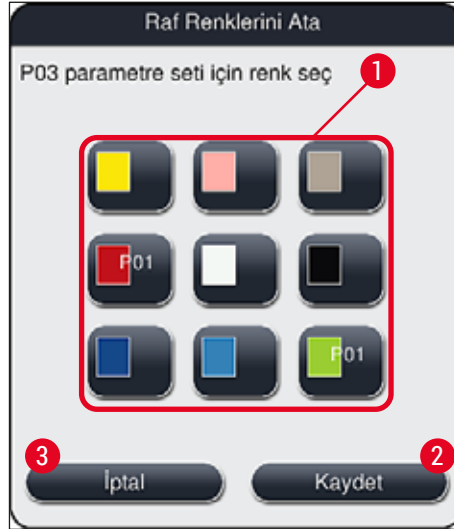 Raf Renklerini Ata
P03 parametre seti için renk seç
1
P01
P01
3
2
İptal
Kaydet